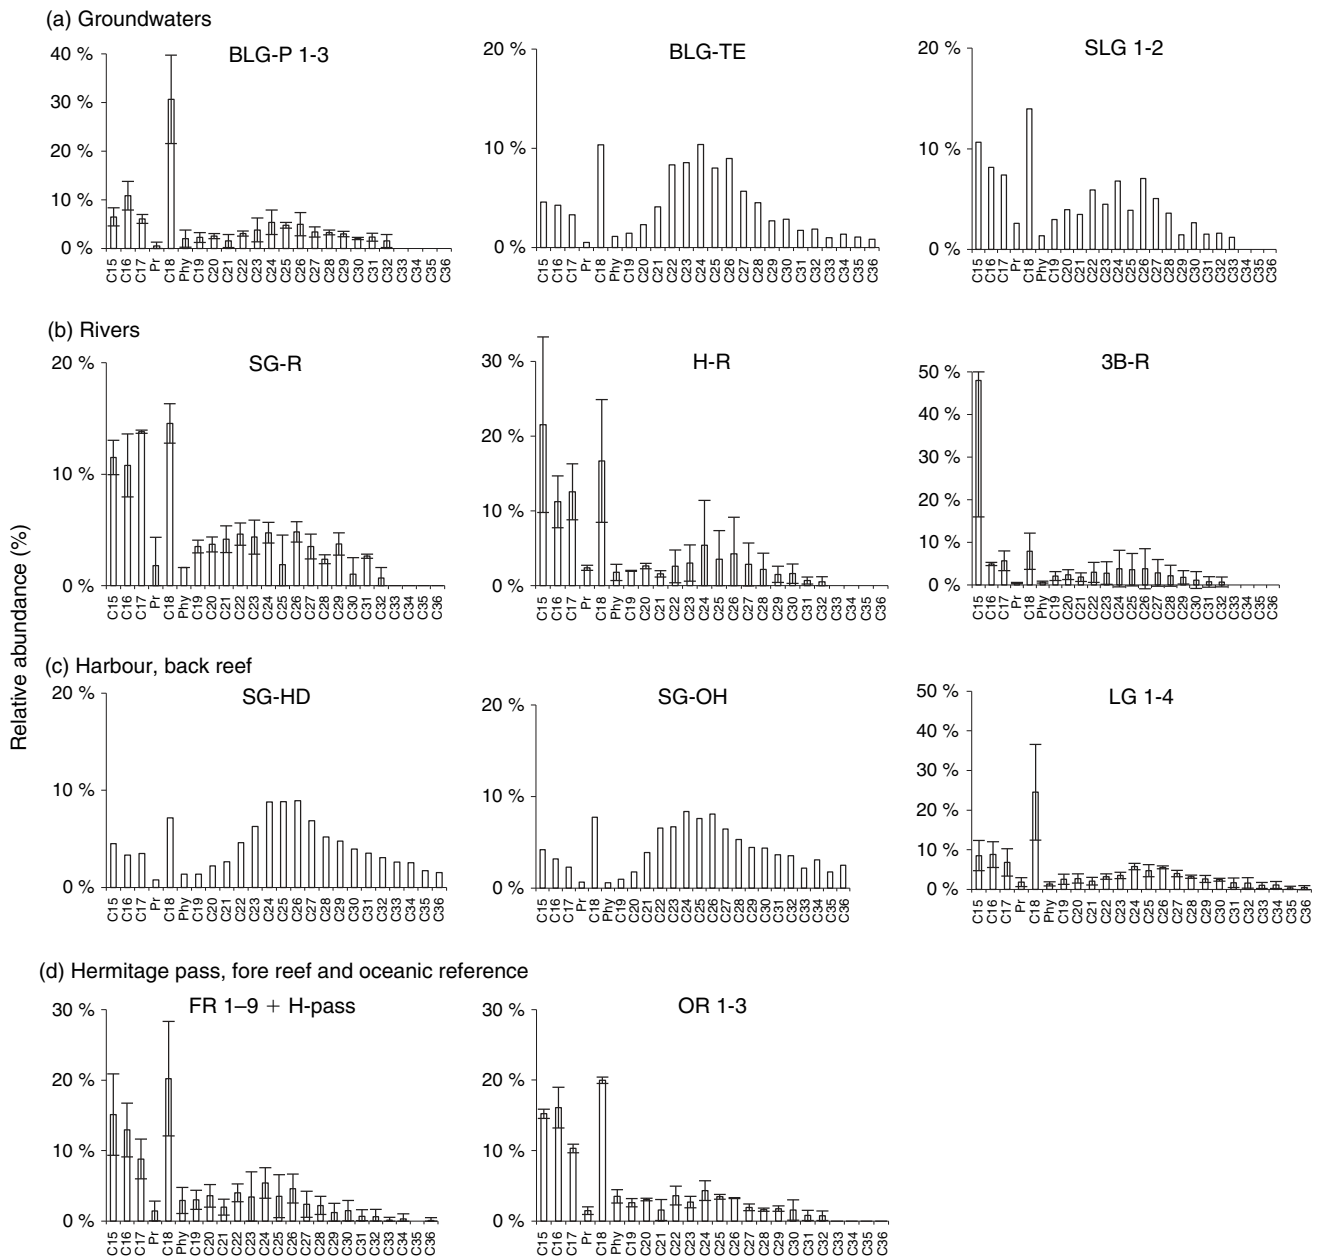 (a) Groundwaters
BLG-P 1-3
40 %
30 %
20 %
10 %
0 %
C15 C16 C17 Pr C18 Phy C19 C20 C21 C22 C23 C24 C25 C26 C27 C28 C29 C30 C31 C32 C33 C34 C35 C36
BLG-TE
20 %
10 %
0 %
C15 C16 C17 Pr C18 Phy C19 C20 C21 C22 C23 C24 C25 C26 C27 C28 C29 C30 C31 C32 C33 C34 C35 C36
SLG 1-2
20 %
10 %
0 %
C15 C16 C17 Pr C18 Phy C19 C20 C21 C22 C23 C24 C25 C26 C27 C28 C29 C30 C31 C32 C33 C34 C35 C36
(b) Rivers
SG-R
20 %
10 %
0 %
C15 C16 C17 Pr C18 Phy C19 C20 C21 C22 C23 C24 C25 C26 C27 C28 C29 C30 C31 C32 C33 C34 C35 C36
H-R
30 %
20 %
10 %
0 %
C15 C16 C17 Pr C18 Phy C19 C20 C21 C22 C23 C24 C25 C26 C27 C28 C29 C30 C31 C32 C33 C34 C35 C36
3B-R
50 %
40 %
30 %
20 %
10 %
0 %
C15 C16 C17 Pr C18 Phy C19 C20 C21 C22 C23 C24 C25 C26 C27 C28 C29 C30 C31 C32 C33 C34 C35 C36
Relative abundance (%)
(c) Harbour, back reef
SG-HD
20 %
10 %
0 %
C15 C16 C17 Pr C18 Phy C19 C20 C21 C22 C23 C24 C25 C26 C27 C28 C29 C30 C31 C32 C33 C34 C35 C36
SG-OH
20 %
10 %
0 %
C15 C16 C17 Pr C18 Phy C19 C20 C21 C22 C23 C24 C25 C26 C27 C28 C29 C30 C31 C32 C33 C34 C35 C36
LG 1-4
50 %
40 %
30 %
20 %
10 %
0 %
C15 C16 C17 Pr C18 Phy C19 C20 C21 C22 C23 C24 C25 C26 C27 C28 C29 C30 C31 C32 C33 C34 C35 C36
(d) Hermitage pass, fore reef and oceanic reference
FR 1–9 + H-pass
30 %
20 %
10 %
0 %
C15 C16 C17 Pr C18 Phy C19 C20 C21 C22 C23 C24 C25 C26 C27 C28 C29 C30 C31 C32 C33 C34 C35 C36
OR 1-3
30 %
20 %
10 %
0 %
C15 C16 C17 Pr C18 Phy C19 C20 C21 C22 C23 C24 C25 C26 C27 C28 C29 C30 C31 C32 C33 C34 C35 C36